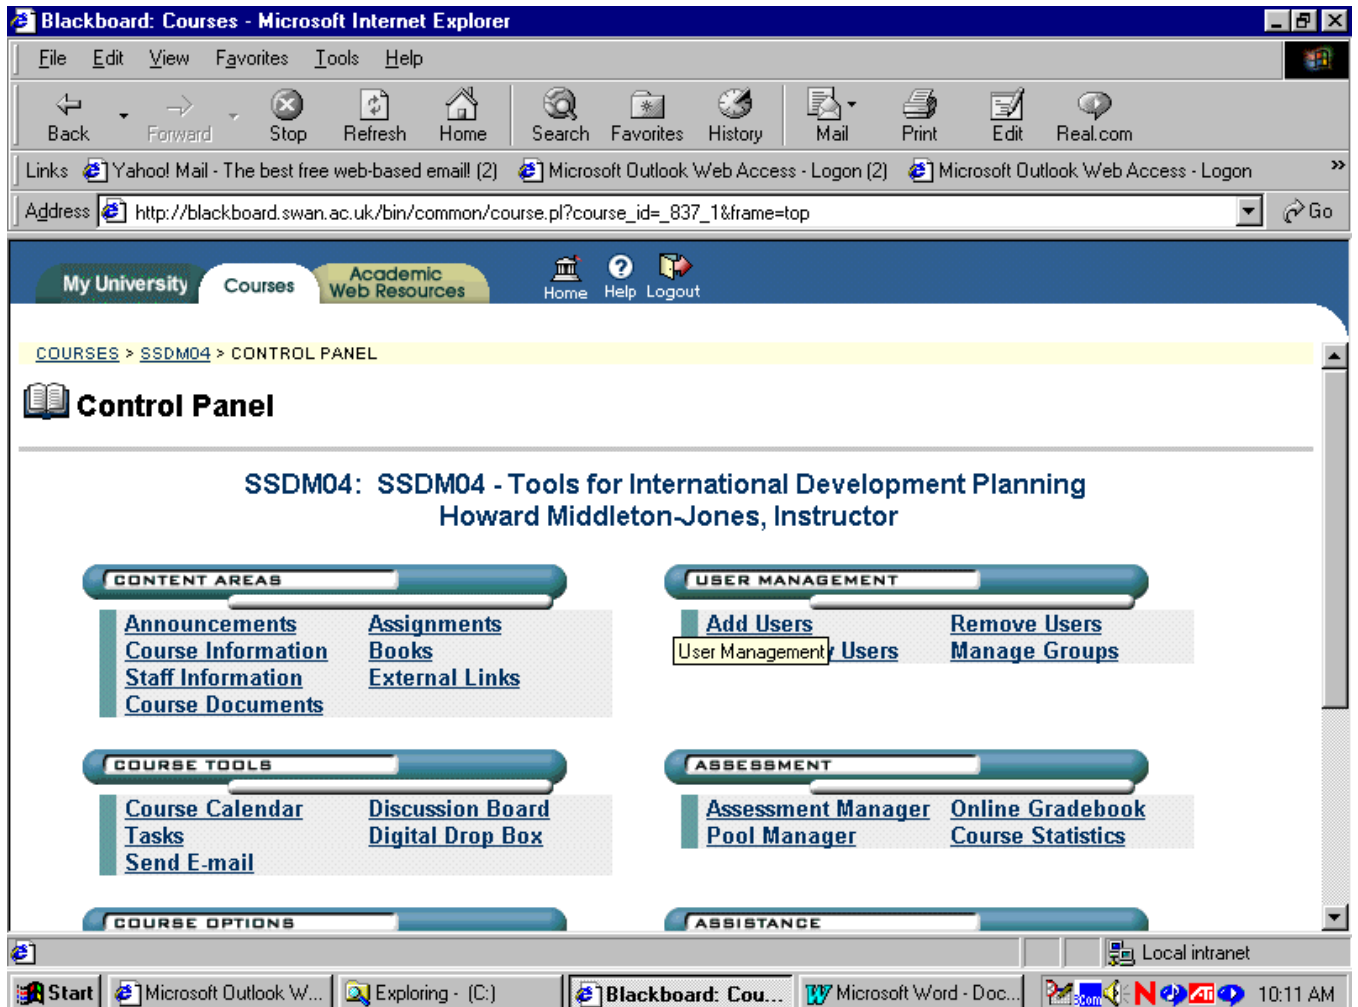 Blackboard: Courses - Microsoft Internet Explorer
File Edit View Favorites Tools Help
Back Forward Stop Refresh Home Search Favorites History Mail Print Edit Real.com
Links Yahoo! Mail - The best free web-based email! (2) Microsoft Outlook Web Access - Logon (2) Microsoft Outlook Web Access - Logon »
Address http://blackboard.swan.ac.uk/bin/common/course.pl?course_id=_837_1&frame=top Go
My University Courses Academic Web Resources Home Help Logout
COURSES > SSDM04 > CONTROL PANEL
Control Panel
SSDM04: SSDM04 - Tools for International Development Planning
Howard Middleton-Jones, Instructor
CONTENT AREAS USER MANAGEMENT
Announcements Assignments Add Users Remove Users
Course Information Books User Management Users Manage Groups
Staff Information External Links
Course Documents
COURSE TOOLS ASSESSMENT
Course Calendar Discussion Board Assessment Manager Online Gradebook
Tasks Digital Drop Box Pool Manager Course Statistics
Send E-mail
COURSE OPTIONS ASSISTANCE
Local intranet
Start Microsoft Outlook W... Exploring - (C:) Blackboard: Cou... Microsoft Word - Doc... 10:11 AM